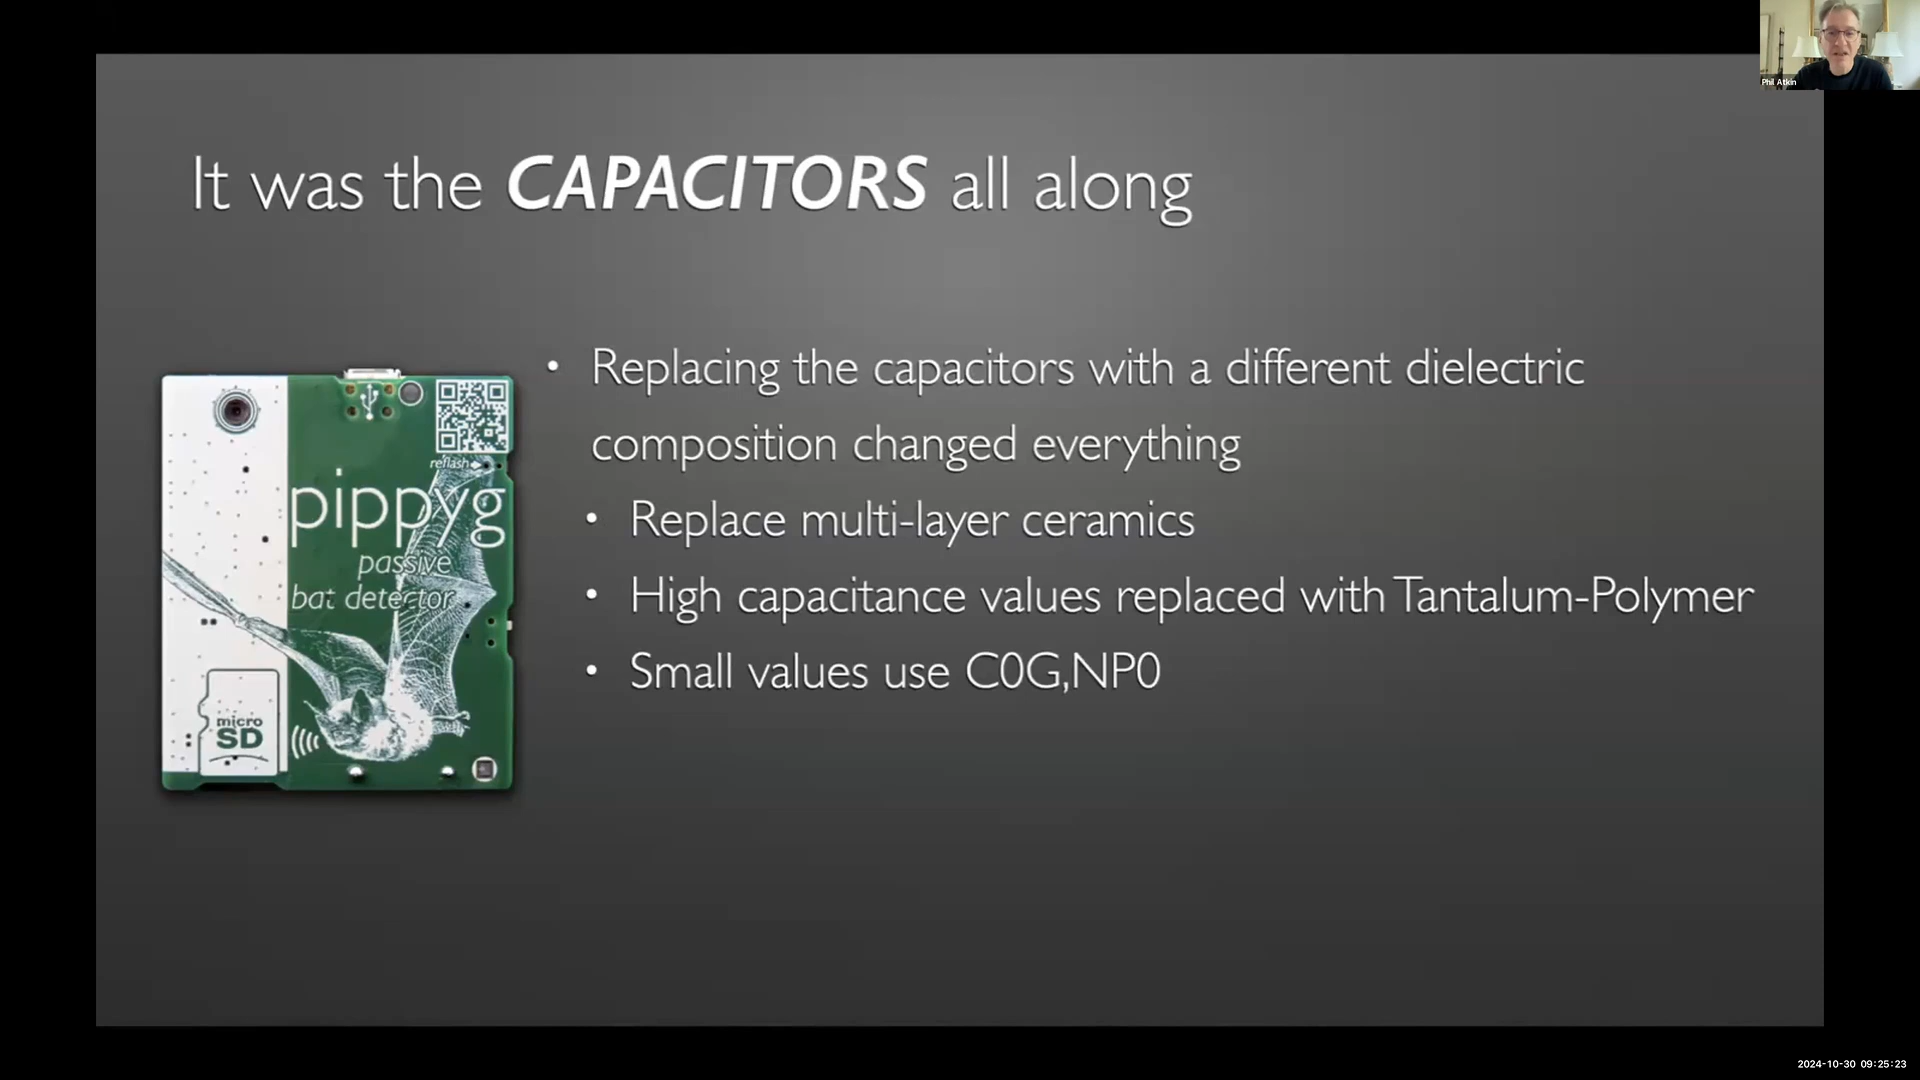 Phil Atkin
It was the CAPACITORS all along
• Replacing the capacitors with a different dielectric
composition changed everything
• Replace multi-layer ceramics
• High capacitance values replaced with Tantalum-Polymer
• Small values use C0G,NP0
reflash
pippyg
passive
bat detector
micro
SD
2024-10-30 09:25:23